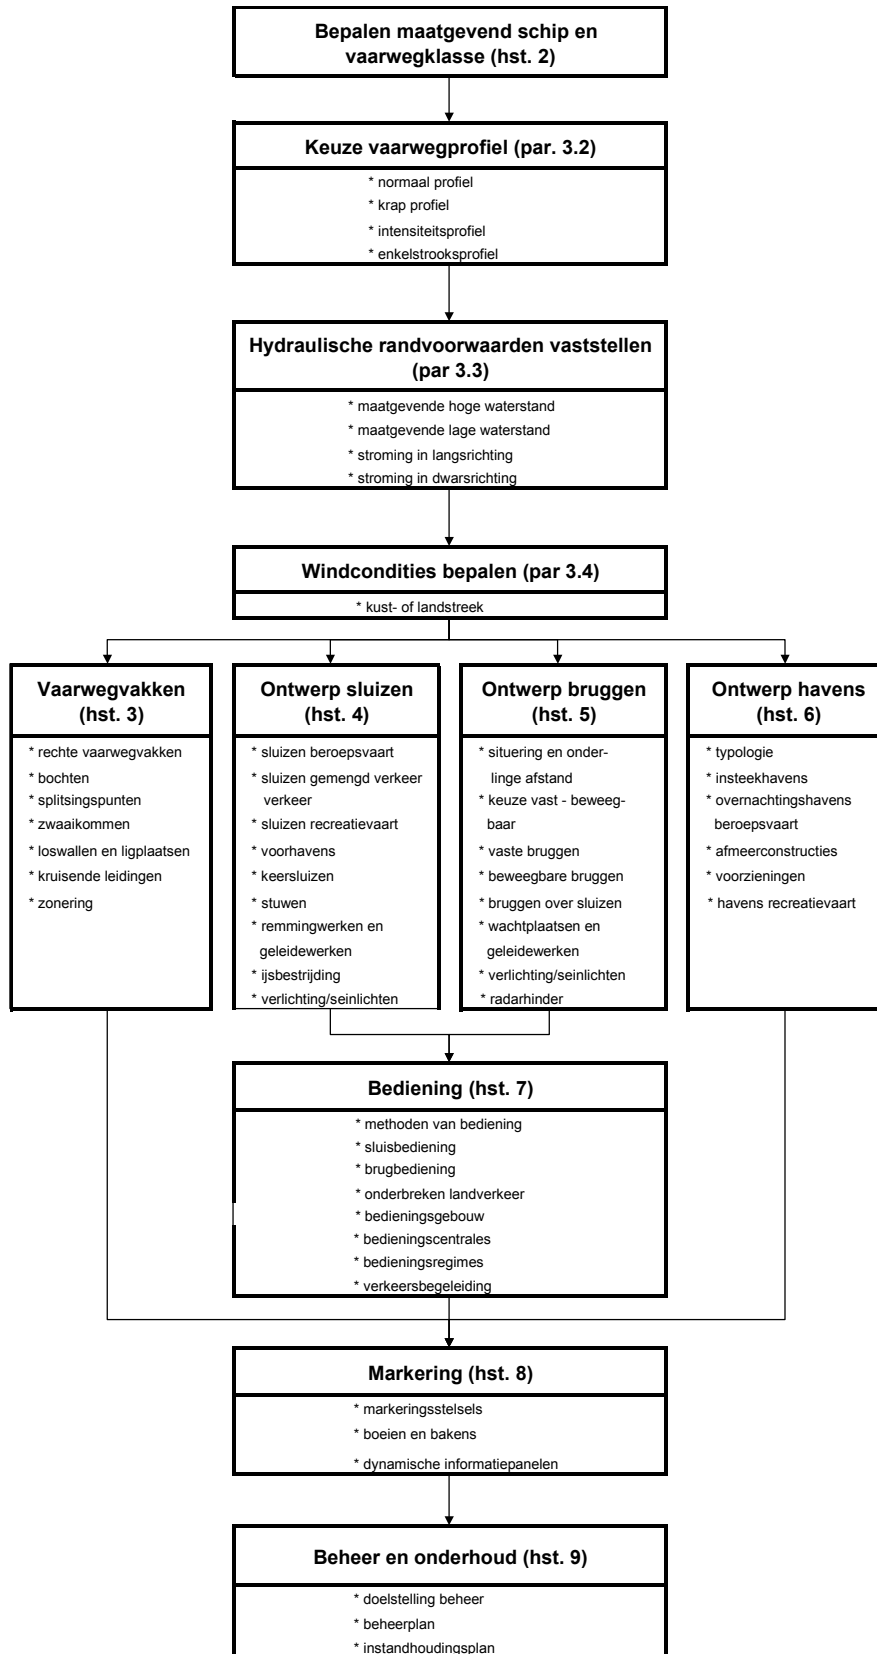 Bepalen maatgevend schip en
vaarwegklasse (hst. 2)
Keuze vaarwegprofiel (par. 3.2)
* normaal profiel
* krap profiel
* intensiteitsprofiel
* enkelstrooksprofiel
Hydraulische randvoorwaarden vaststellen
(par 3.3)
* maatgevende hoge waterstand
* maatgevende lage waterstand
* stroming in langsrichting
* stroming in dwarsrichting
Windcondities bepalen (par 3.4)
* kust- of landstreek
Vaarwegvakken
(hst. 3)
* rechte vaarwegvakken
* bochten
* splitsingspunten
* zwaaikommen
* loswallen en ligplaatsen
* kruisende leidingen
* zonering
Ontwerp sluizen
(hst. 4)
* sluizen beroepsvaart
* sluizen gemengd verkeer
verkeer
* sluizen recreatievaart
* voorhavens
* keersluizen
* stuwen
* remmingwerken en
geleidewerken
* ijsbestrijding
* verlichting/seinlichten
Ontwerp bruggen
(hst. 5)
* situering en onder-
linge afstand
* keuze vast - beweeg-
baar
* vaste bruggen
* beweegbare bruggen
* bruggen over sluizen
* wachtplaatsen en
geleidewerken
* verlichting/seinlichten
* radarhinder
Ontwerp havens
(hst. 6)
* typologie
* insteekhavens
* overnachtingshavens
beroepsvaart
* afmeerconstructies
* voorzieningen
* havens recreatievaart
Bediening (hst. 7)
* methoden van bediening
* sluisbediening
* brugbediening
* onderbreken landverkeer
* bedieningsgebouw
* bedieningscentrales
* bedieningsregimes
* verkeersbegeleiding
Markering (hst. 8)
* markeringsstelsels
* boeien en bakens
* dynamische informatiepanelen
Beheer en onderhoud (hst. 9)
* doelstelling beheer
* beheerplan
* instandhoudingsplan